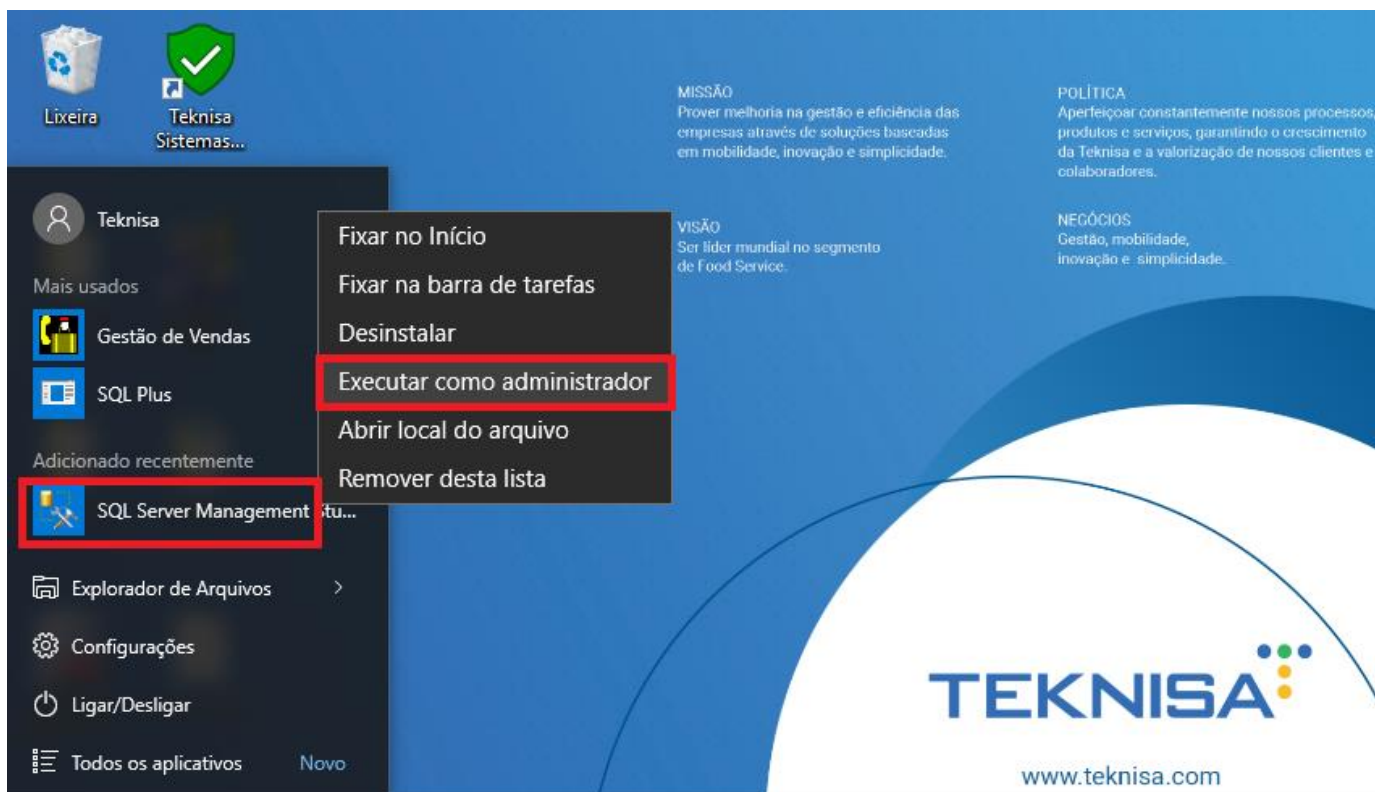 Lixeira
Teknisa
Sistemas...
MISSÃO
Prover melhoria na gestão e eficiência das
empresas através de soluções baseadas
em mobilidade, inovação e simplicidade.
POLÍTICA
Aperfeiçoar constantemente nossos processos,
produtos e serviços, garantindo o crescimento
da Teknisa e a valorização de nossos clientes e
colaboradores.
VISÃO
Ser líder mundial no segmento
de Food Service.
NEGÓCIOS
Gestão, mobilidade,
inovação e simplicidade.
Teknisa
Mais usados
Gestão de Vendas
SQL Plus
Adicionado recentemente
SQL Server Management Stu...
Explorador de Arquivos
Configurações
Ligar/Desligar
Todos os aplicativos
Novo
Fixar no Início
Fixar na barra de tarefas
Desinstalar
Executar como administrador
Abrir local do arquivo
Remover desta lista
TEKNISA
www.teknisa.com